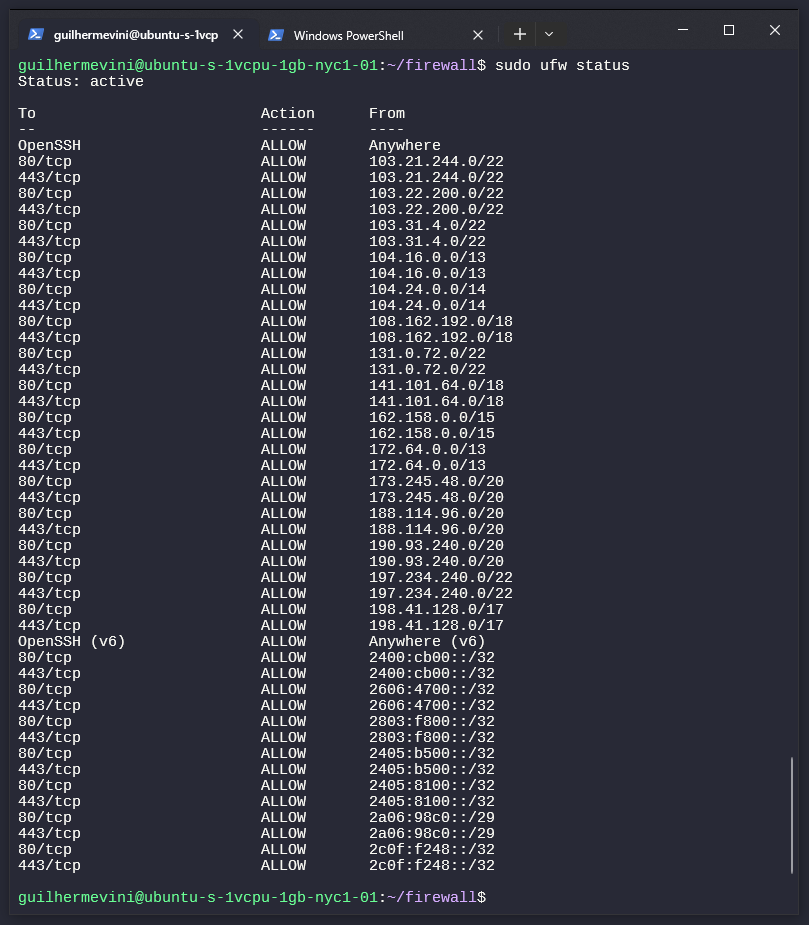 guilhermevini@ubuntu-s-1vcp
Windows PowerShell
guilhermevini@ubuntu-s-1vcpu-1gb-nyc1-01:~/firewall$ sudo ufw status
Status: active
To Action From
-- ------ ----
OpenSSH ALLOW Anywhere
80/tcp ALLOW 103.21.244.0/22
443/tcp ALLOW 103.21.244.0/22
80/tcp ALLOW 103.22.200.0/22
443/tcp ALLOW 103.22.200.0/22
80/tcp ALLOW 103.31.4.0/22
443/tcp ALLOW 103.31.4.0/22
80/tcp ALLOW 104.16.0.0/13
443/tcp ALLOW 104.16.0.0/13
80/tcp ALLOW 104.24.0.0/14
443/tcp ALLOW 104.24.0.0/14
80/tcp ALLOW 108.162.192.0/18
443/tcp ALLOW 108.162.192.0/18
80/tcp ALLOW 131.0.72.0/22
443/tcp ALLOW 131.0.72.0/22
80/tcp ALLOW 141.101.64.0/18
443/tcp ALLOW 141.101.64.0/18
80/tcp ALLOW 162.158.0.0/15
443/tcp ALLOW 162.158.0.0/15
80/tcp ALLOW 172.64.0.0/13
443/tcp ALLOW 172.64.0.0/13
80/tcp ALLOW 173.245.48.0/20
443/tcp ALLOW 173.245.48.0/20
80/tcp ALLOW 188.114.96.0/20
443/tcp ALLOW 188.114.96.0/20
80/tcp ALLOW 190.93.240.0/20
443/tcp ALLOW 190.93.240.0/20
80/tcp ALLOW 197.234.240.0/22
443/tcp ALLOW 197.234.240.0/22
80/tcp ALLOW 198.41.128.0/17
443/tcp ALLOW 198.41.128.0/17
OpenSSH (v6) ALLOW Anywhere (v6)
80/tcp ALLOW 2400:cb00::/32
443/tcp ALLOW 2400:cb00::/32
80/tcp ALLOW 2606:4700::/32
443/tcp ALLOW 2606:4700::/32
80/tcp ALLOW 2803:f800::/32
443/tcp ALLOW 2803:f800::/32
80/tcp ALLOW 2405:b500::/32
443/tcp ALLOW 2405:b500::/32
80/tcp ALLOW 2405:8100::/32
443/tcp ALLOW 2405:8100::/32
80/tcp ALLOW 2a06:98c0::/29
443/tcp ALLOW 2a06:98c0::/29
80/tcp ALLOW 2c0f:f248::/32
443/tcp ALLOW 2c0f:f248::/32
guilhermevini@ubuntu-s-1vcpu-1gb-nyc1-01:~/firewall$